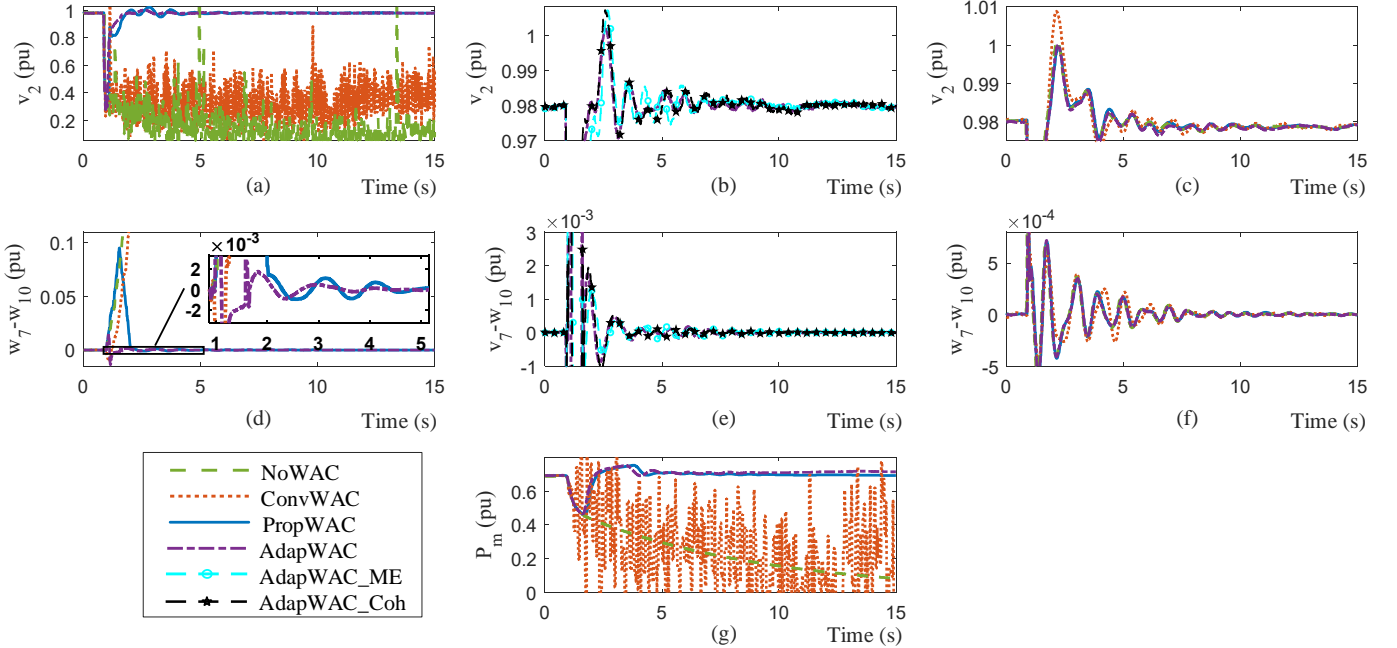 v2 (pu)
1
0.8
0.6
0.4
0.2
0 5 10 15
(a) Time (s)
v2 (pu)
1
0.99
0.98
0.97
0 5 10 15
(b) Time (s)
v2 (pu)
1.01
1
0.99
0.98
0 5 10 15
(c) Time (s)
w7-w10 (pu)
0.1
0.05
0
×10-3
2
0
-2
1 2 3 4 5
0 5 10 15
(d) Time (s)
v7-w10 (pu)
×10-3
3
2
1
0
-1
0 5 10 15
(e) Time (s)
w7-w10 (pu)
×10-4
5
0
-5
0 5 10 15
(f) Time (s)
NoWAC
ConvWAC
PropWAC
AdapWAC
AdapWAC_ME
AdapWAC_Coh
Pm (pu)
0.6
0.4
0.2
0
0 5 10 15
(g) Time (s)